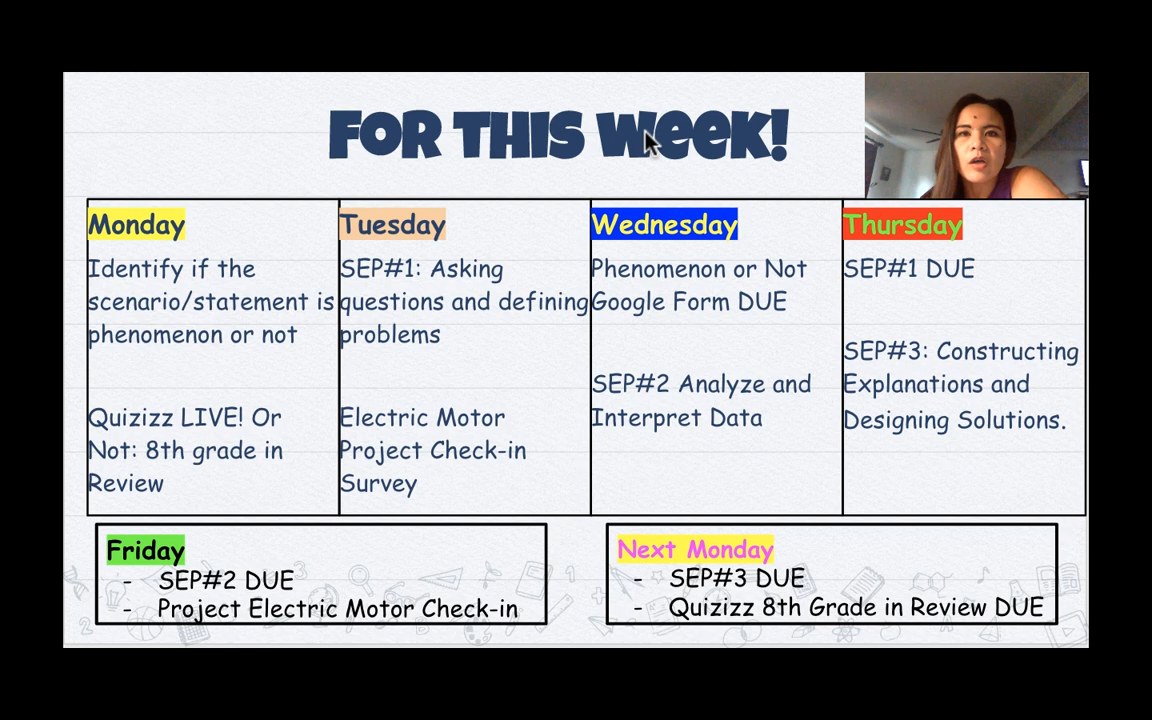 FOR THIS WEEK!
Monday
Identify if the
scenario/statement is
phenomenon or not
Quizizz LIVE! Or
Not: 8th grade in
Review
Tuesday
SEP#1: Asking
questions and defining
problems
Electric Motor
Project Check-in
Survey
Wednesday
Phenomenon or Not
Google Form DUE
SEP#2 Analyze and
Interpret Data
Thursday
SEP#1 DUE
SEP#3: Constructing
Explanations and
Designing Solutions.
Friday
- SEP#2 DUE
- Project Electric Motor Check-in
Next Monday
- SEP#3 DUE
- Quizizz 8th Grade in Review DUE